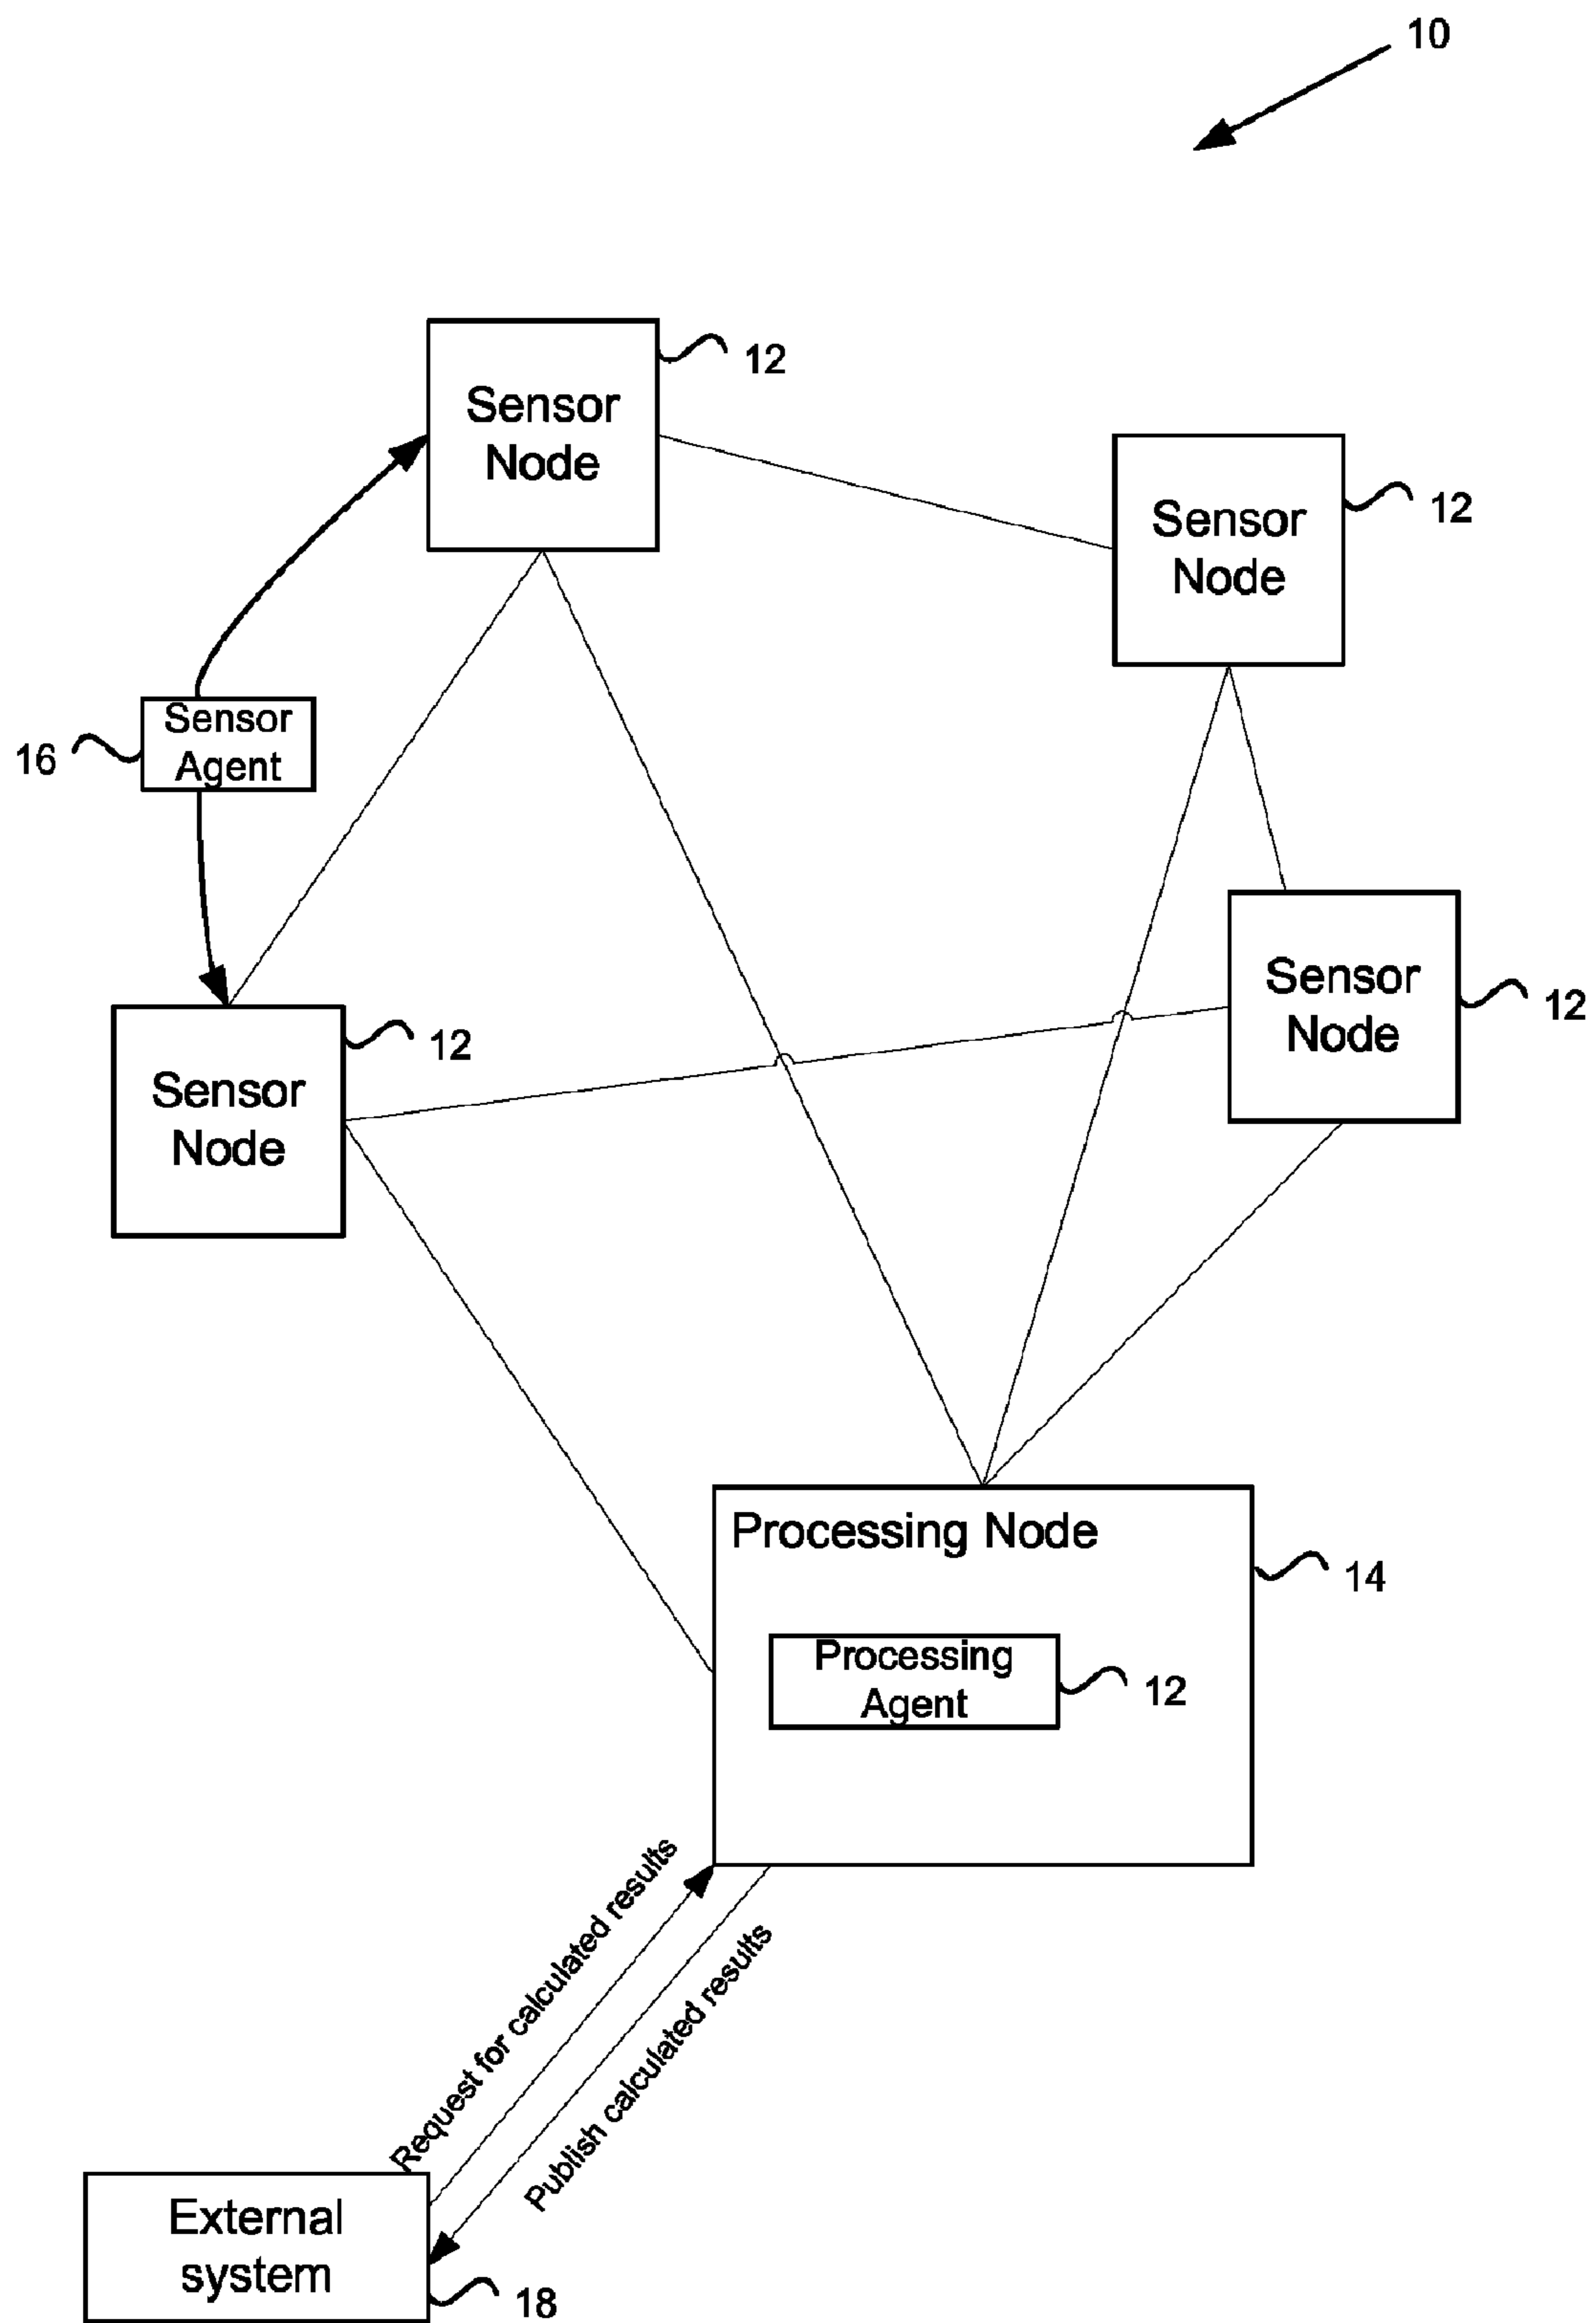 10
Sensor
Node
12
Sensor
Node
12
Sensor
Agent
16
Sensor
Node
12
Sensor
Node
12
Processing Node
14
Processing
Agent
12
Request for calculated results
Publish calculated results
External
system
18